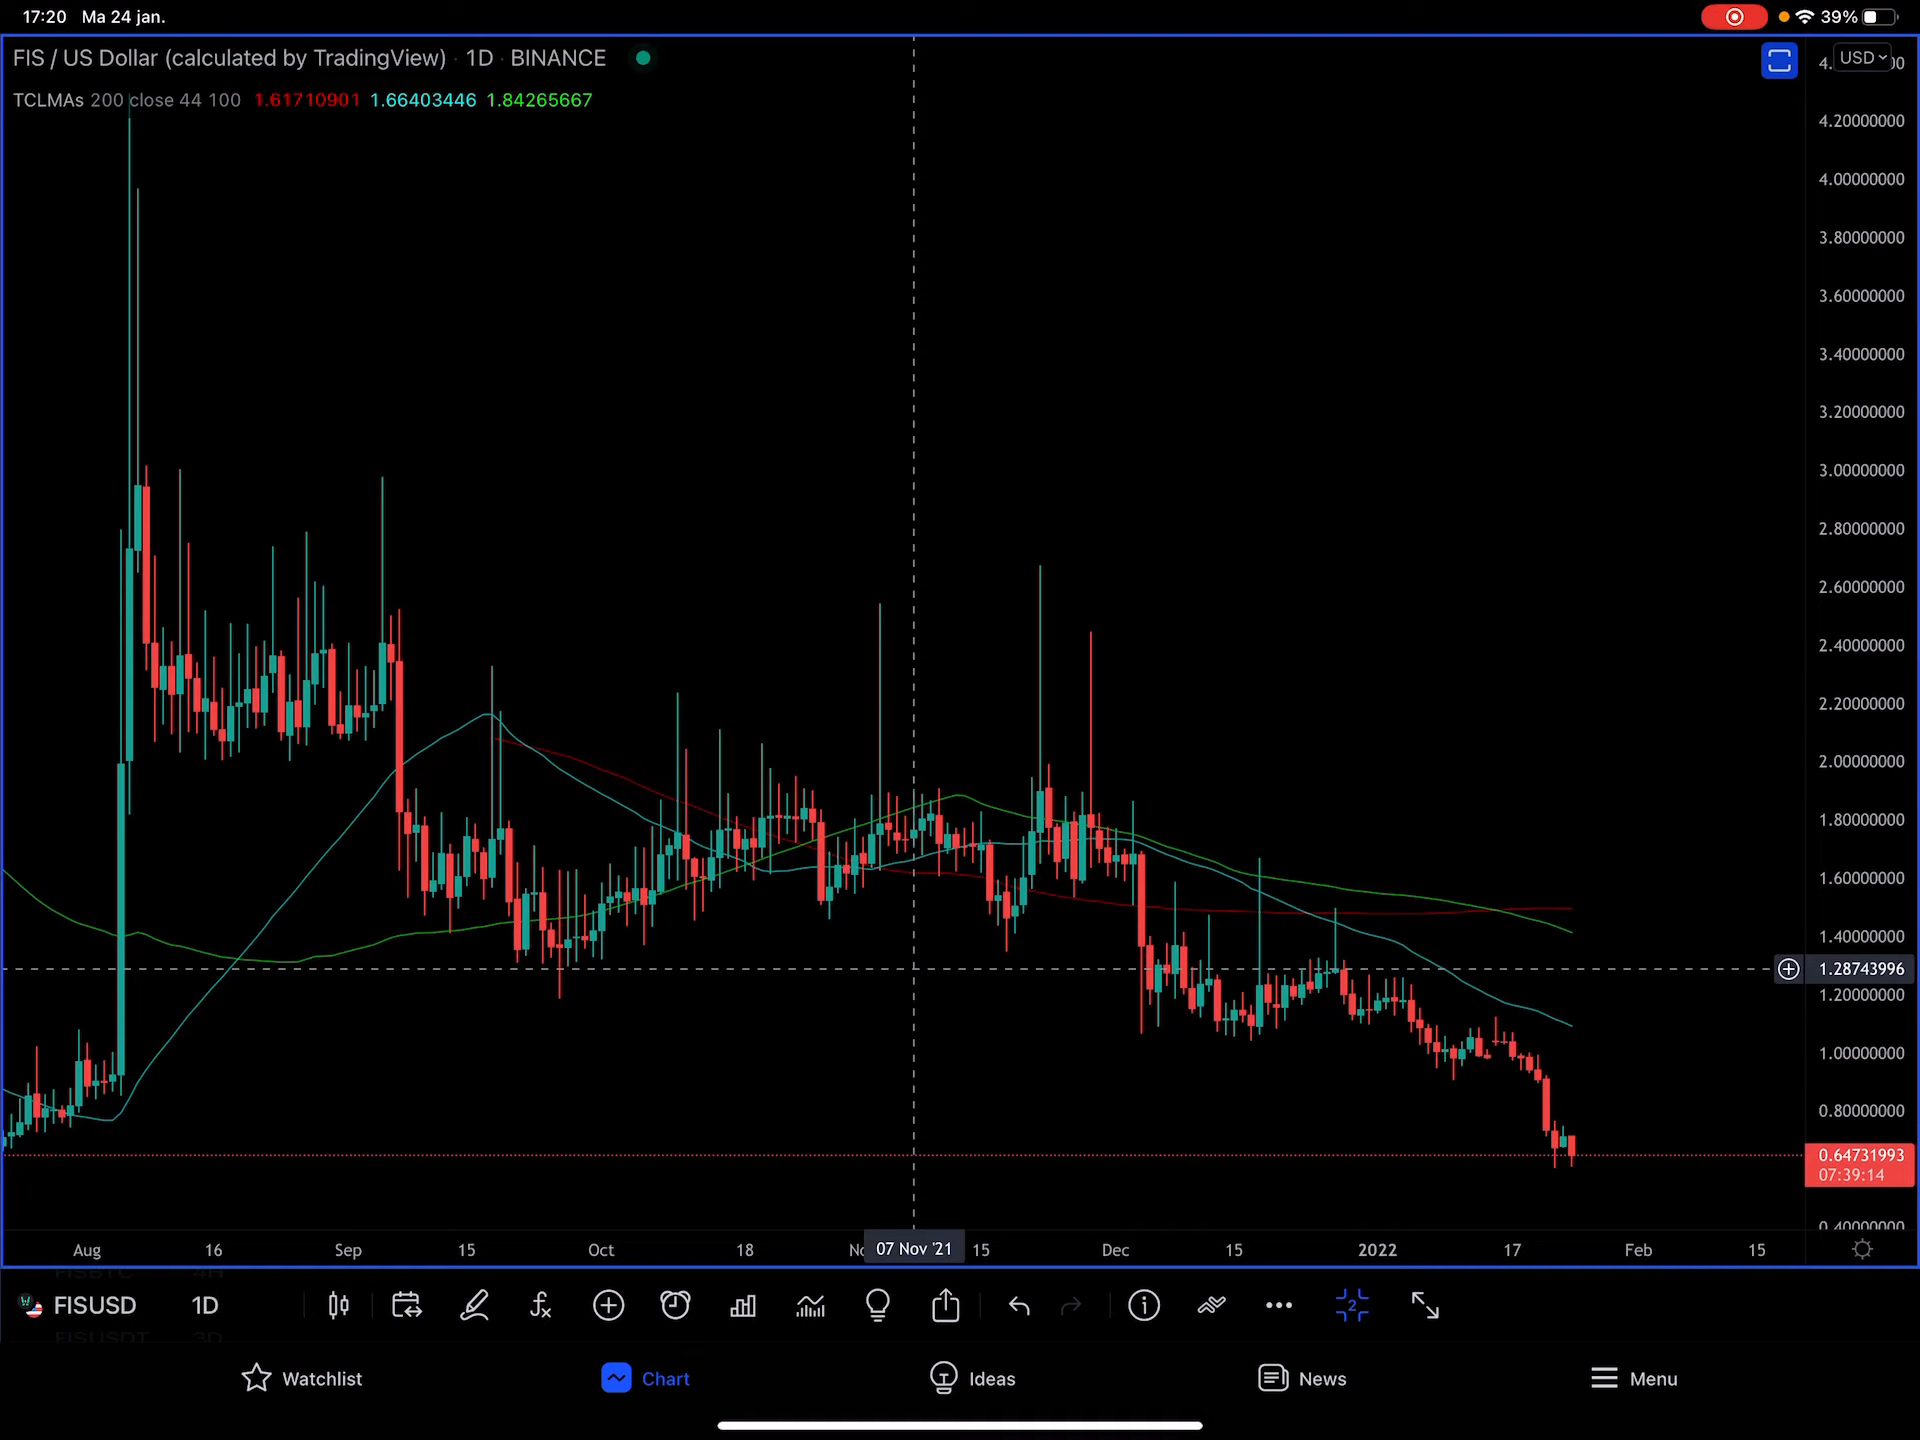 17:20 Ma 24 jan. 39%
FIS / US Dollar (calculated by TradingView) · 1D · BINANCE
TCLMAs 200 close 44 100 1.61710901 1.66403446 1.84265667
USD
4.20000000
4.00000000
3.80000000
3.60000000
3.40000000
3.20000000
3.00000000
2.80000000
2.60000000
2.40000000
2.20000000
2.00000000
1.80000000
1.60000000
1.40000000
1.28743996
1.20000000
1.00000000
0.80000000
0.64731993
07:39:14
0.40000000
Aug 16 Sep 15 Oct 18 07 Nov '21 15 Dec 15 2022 17 Feb 15
FISUSD 1D
FISUSDT 3D
2
Watchlist Chart Ideas News Menu